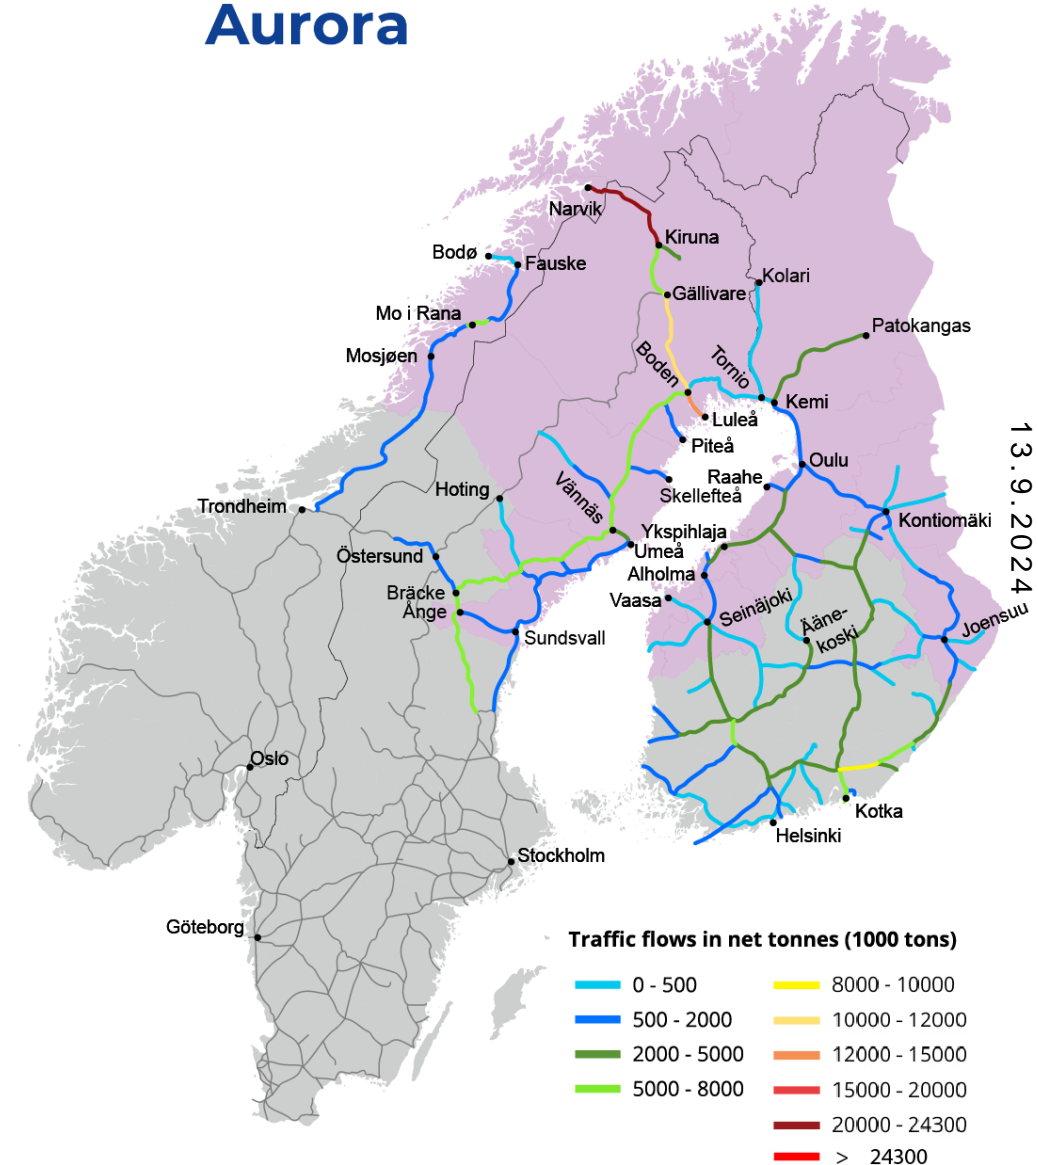 Aurora
Narvik
Kiruna
Bodø
Fauske
Kolari
Gällivare
Mo i Rana
Patokangas
Mosjøen
Boden
Tornio
Kemi
Luleå
Piteå
Oulu
Raahe
Hoting
Skellefteå
Trondheim
Vännäs
Kontiomäki
Ykspihlaja
Umeå
Östersund
Alholma
Bräcke
Vaasa
Ånge
Seinäjoki
Ääne-
koski
Joensuu
Sundsvall
13.9.2024
Oslo
Kotka
Helsinki
Stockholm
Göteborg
Traffic flows in net tonnes (1000 tons)
0 - 500
500 - 2000
2000 - 5000
5000 - 8000
8000 - 10000
10000 - 12000
12000 - 15000
15000 - 20000
20000 - 24300
> 24300